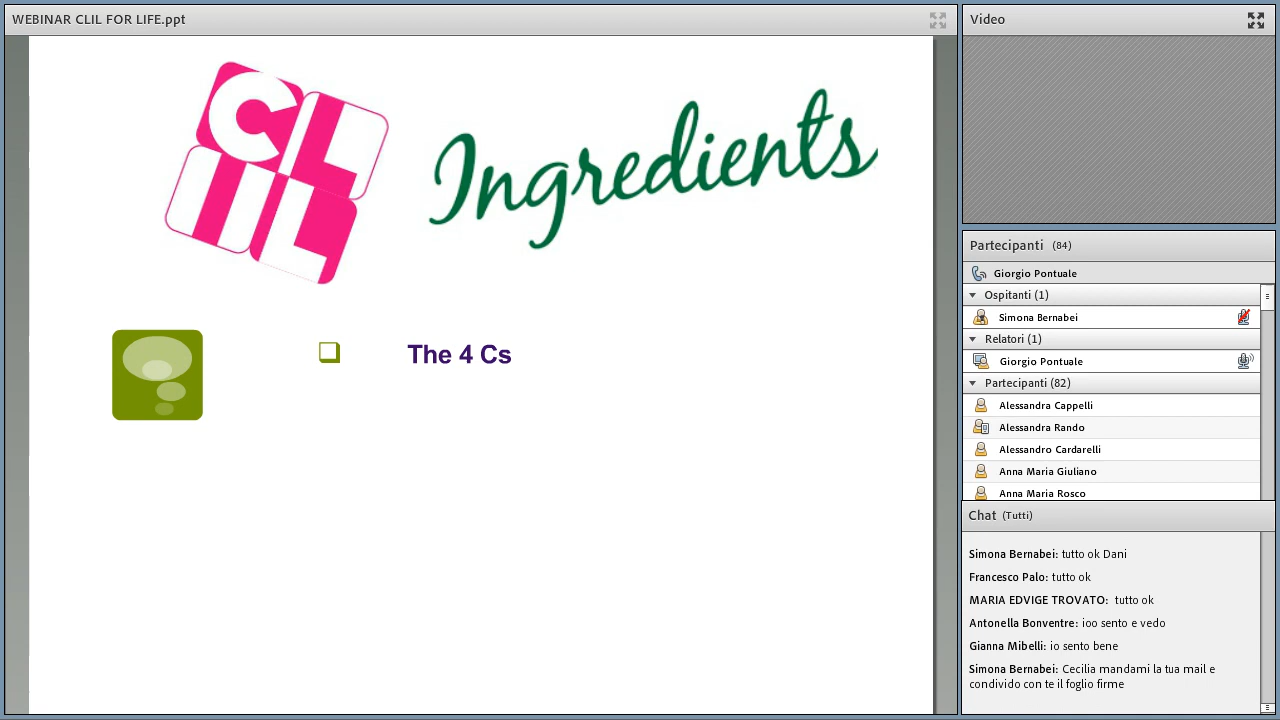 WEBINAR CLIL FOR LIFE.ppt
CL
IL
Ingredients
The 4 Cs
Video
Partecipanti (84)
Giorgio Pontuale
Ospitanti (1)
Simona Bernabei
Relatori (1)
Giorgio Pontuale
Partecipanti (82)
Alessandra Cappelli
Alessandra Rando
Alessandro Cardarelli
Anna Maria Giuliano
Anna Maria Rosco
Chat (Tutti)
Simona Bernabei: tutto ok Dani
Francesco Palo: tutto ok
MARIA EDVIGE TROVATO: tutto ok
Antonella Bonventre: ioo sento e vedo
Gianna Mibelli: io sento bene
Simona Bernabei: Cecilia mandami la tua mail e
condivido con te il foglio firme